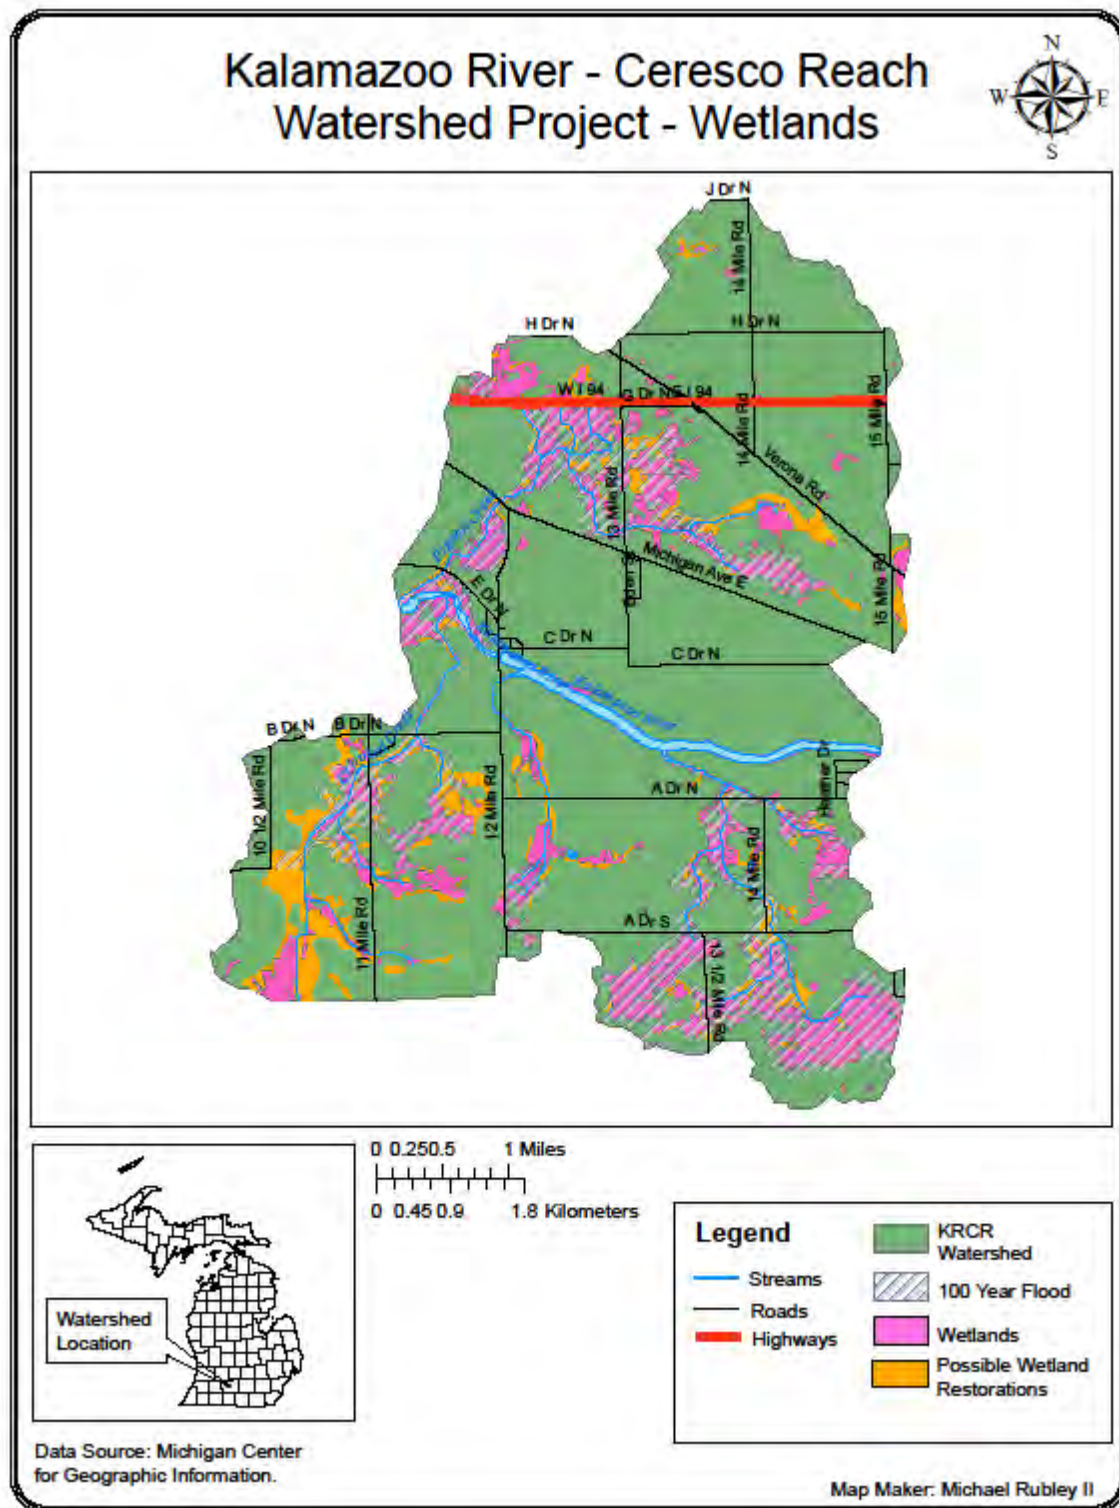 Kalamazoo River - Ceresco Reach
Watershed Project - Wetlands
N
W E
S
J Dr N
14 Mile Rd
H Dr N
H Dr N
W I 94
G Dr N
E I 94
15 Mile Rd
14 Mile Rd
Verona Rd
13 Mile Rd
Michigan Ave E
15 Mile Rd
E Dr N
C Dr N
C Dr N
B Dr N
B Dr N
10 1/2 Mile Rd
12 Mile Rd
A Dr N
Heather Dr
14 Mile Rd
11 Mile Rd
A Dr S
13 1/2 Mile Rd
0 0.25 0.5 1 Miles
0 0.45 0.9 1.8 Kilometers
Watershed
Location
Legend
Streams
Roads
Highways
KRCR
Watershed
100 Year Flood
Wetlands
Possible Wetland
Restorations
Data Source: Michigan Center
for Geographic Information.
Map Maker: Michael Rubley II